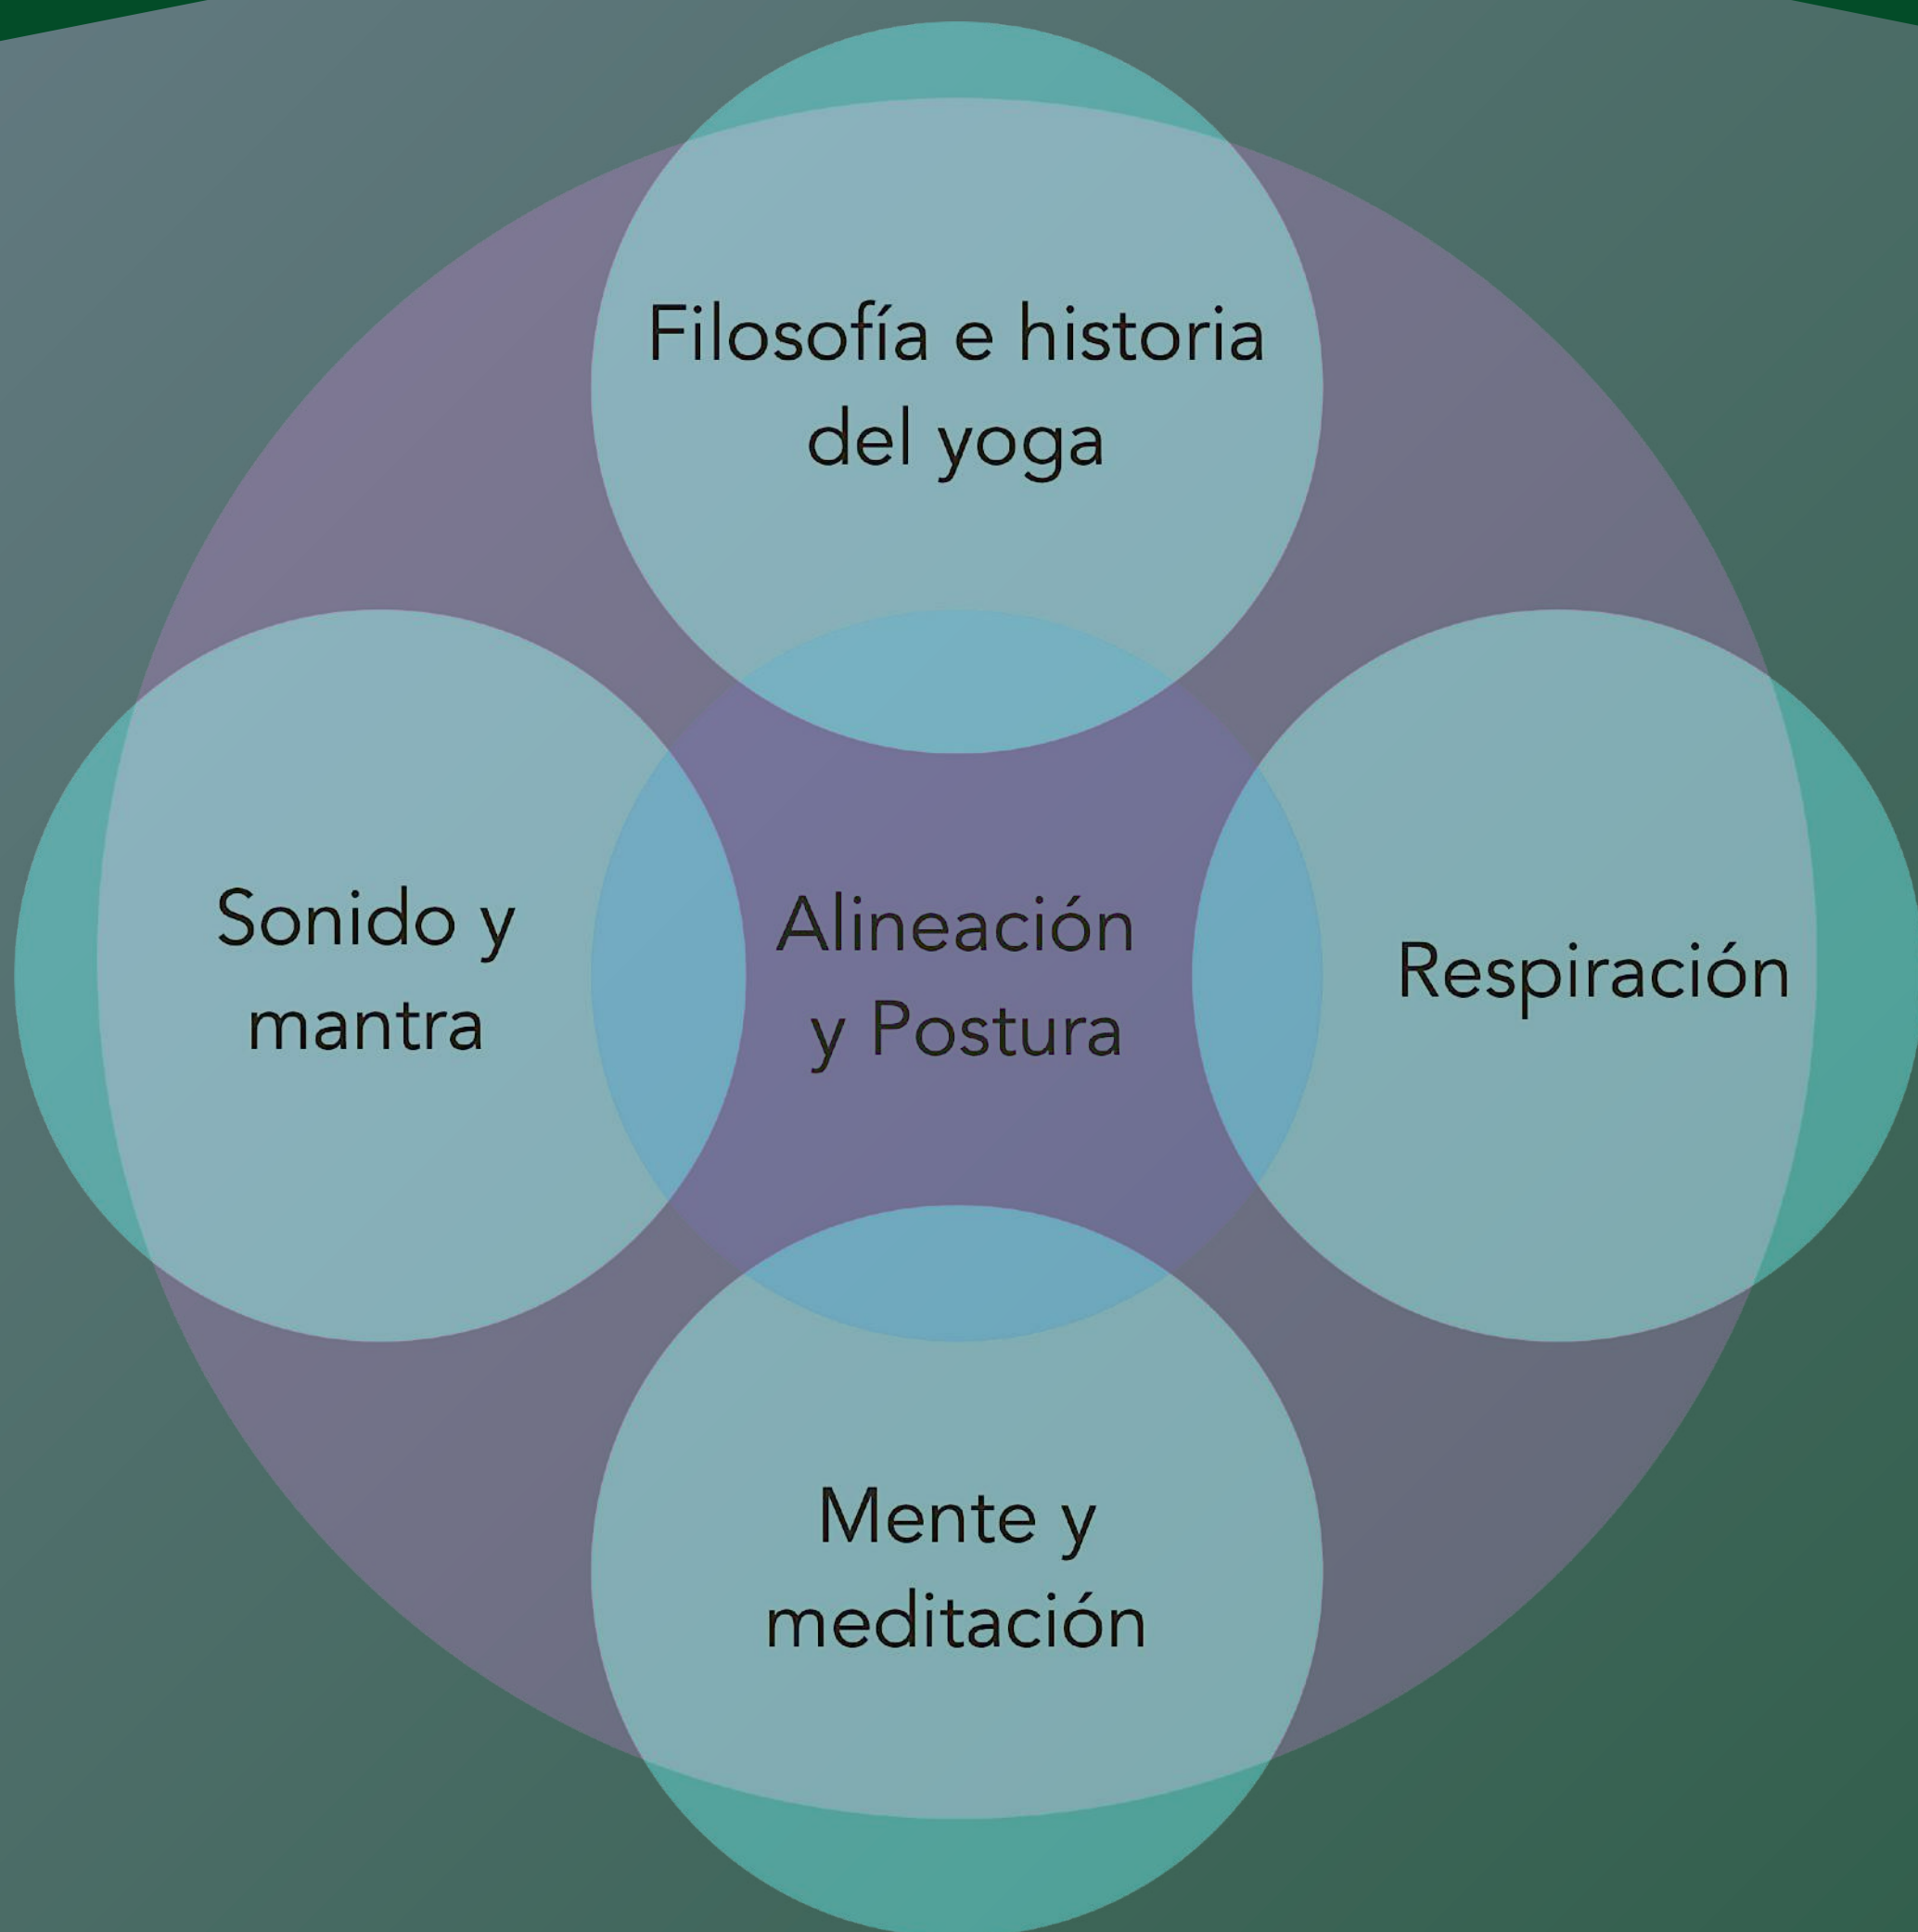 Filosofía e historia
del yoga
Sonido y
mantra
Alineación
y Postura
Respiración
Mente y
meditación